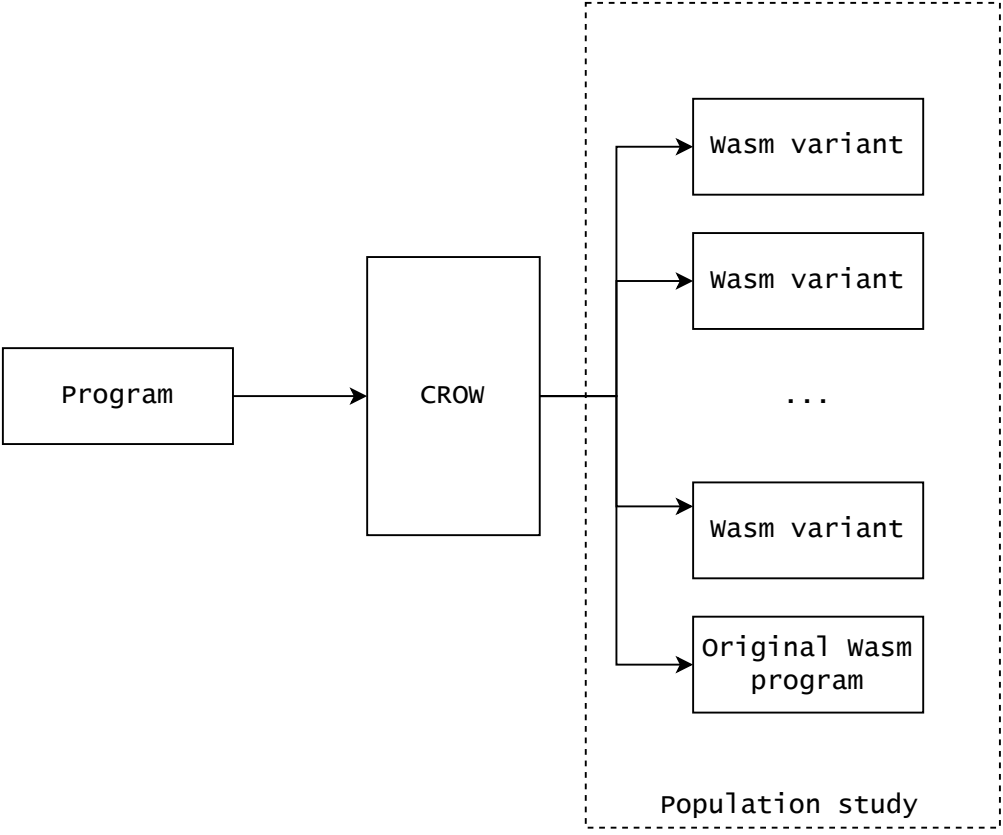 Program
CROW
Wasm variant
Wasm variant
...
Wasm variant
Original Wasm
program
Population study